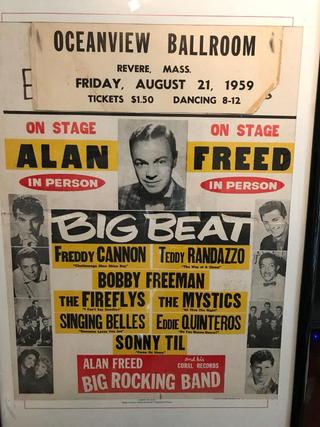 OCEANVIEW BALLROOM
REVERE, MASS.
FRIDAY, AUGUST 21, 1959
TICKETS $1.50 DANCING 8-12
ON STAGE ON STAGE
ALAN FREED
IN PERSON IN PERSON
BIG BEAT
FREDDY CANNON TEDDY RANDAZZO
BOBBY FREEMAN
THE FIREFLYS THE MYSTICS
SINGING BELLES EDDIE QUINTEROS
SONNY TIL
ALAN FREED and his CORAL RECORDS
BIG ROCKING BAND